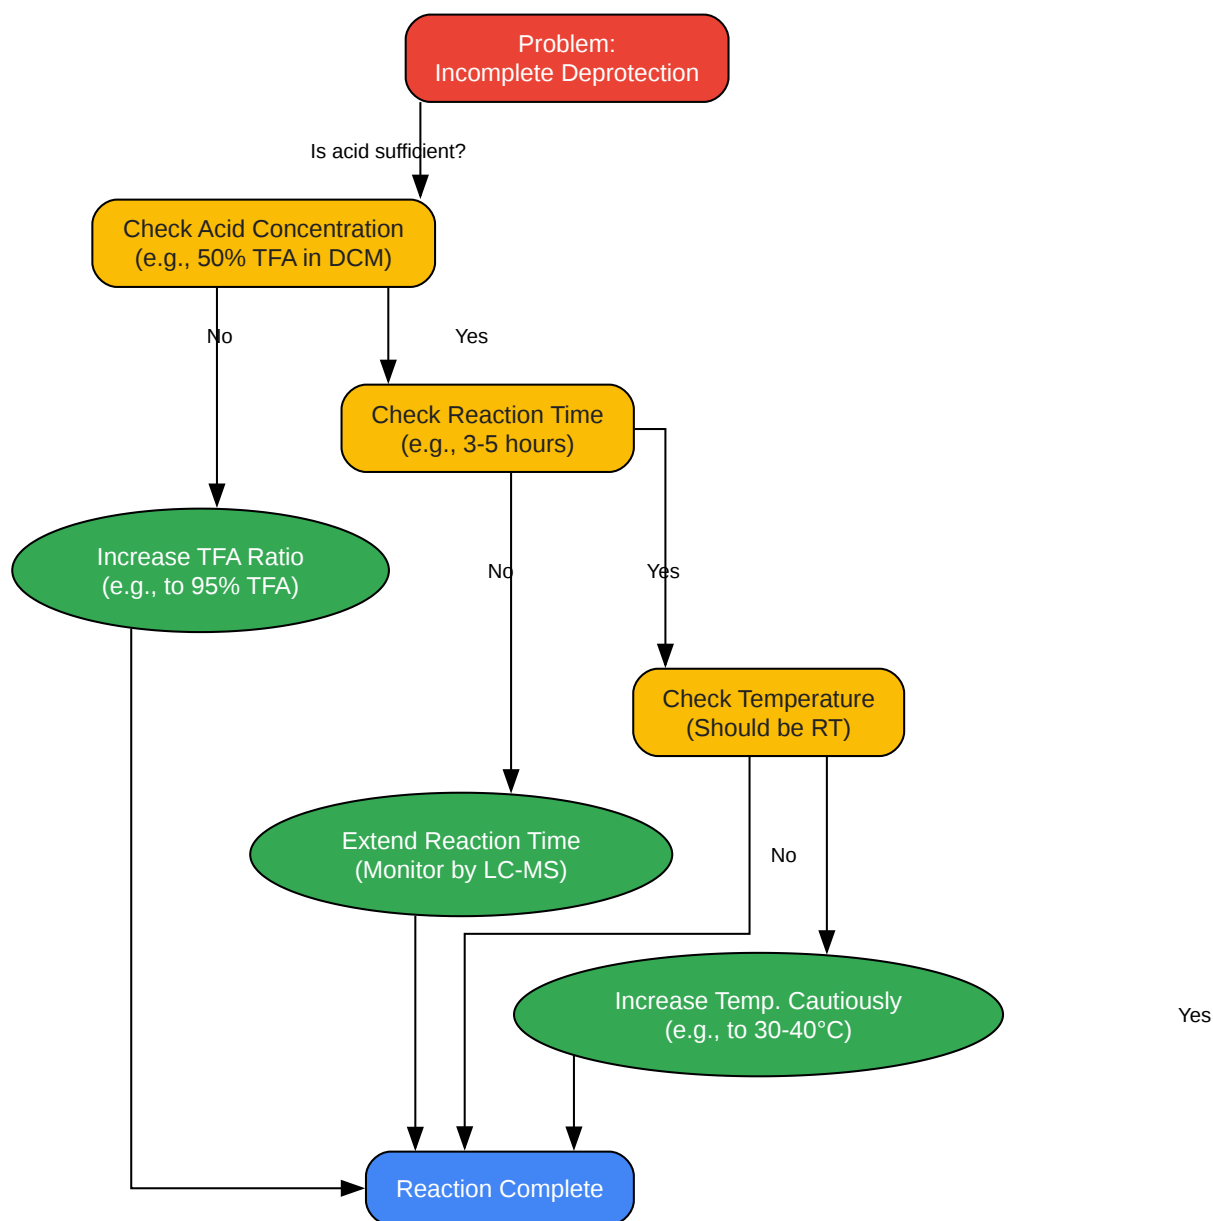 Problem:
Incomplete Deprotection
Is acid sufficient?
Check Acid Concentration
(e.g., 50% TFA in DCM)
No
Yes
Check Reaction Time
(e.g., 3-5 hours)
Increase TFA Ratio
(e.g., to 95% TFA)
No
Yes
Check Temperature
(Should be RT)
Extend Reaction Time
(Monitor by LC-MS)
No
Increase Temp. Cautiously
(e.g., to 30-40°C)
Yes
Reaction Complete